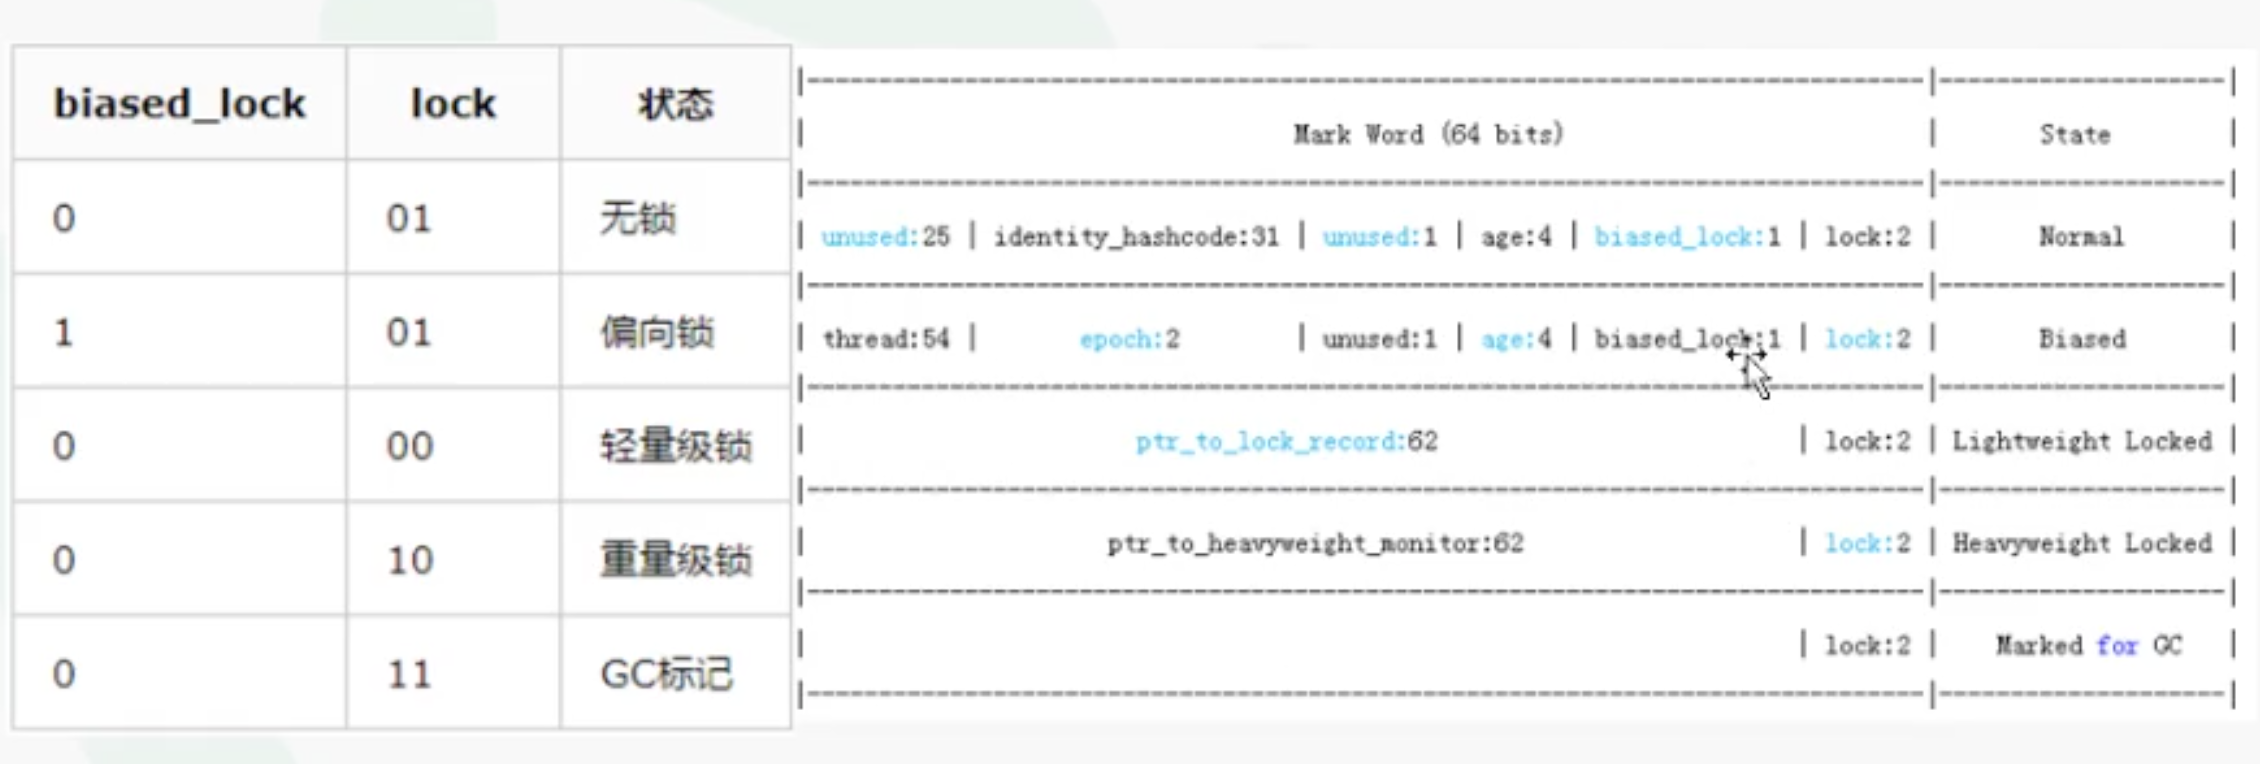 biased_lock lock 状态
0 01 无锁
1 01 偏向锁
0 00 轻量级锁
0 10 重量级锁
0 11 GC标记
|------------------------------------------------------------------------------|--------------------|
| Mark Word (64 bits) | State |
|------------------------------------------------------------------------------|--------------------|
| unused:25 | identity_hashcode:31 | unused:1 | age:4 | biased_lock:1 | lock:2 | Normal |
|------------------------------------------------------------------------------|--------------------|
| thread:54 | epoch:2 | unused:1 | age:4 | biased_lock:1 | lock:2 | Biased |
|------------------------------------------------------------------------------|--------------------|
| ptr_to_lock_record:62 | lock:2 | Lightweight Locked |
|------------------------------------------------------------------------------|--------------------|
| ptr_to_heavyweight_monitor:62 | lock:2 | Heavyweight Locked |
|------------------------------------------------------------------------------|--------------------|
| | lock:2 | Marked for GC |
|------------------------------------------------------------------------------|--------------------|